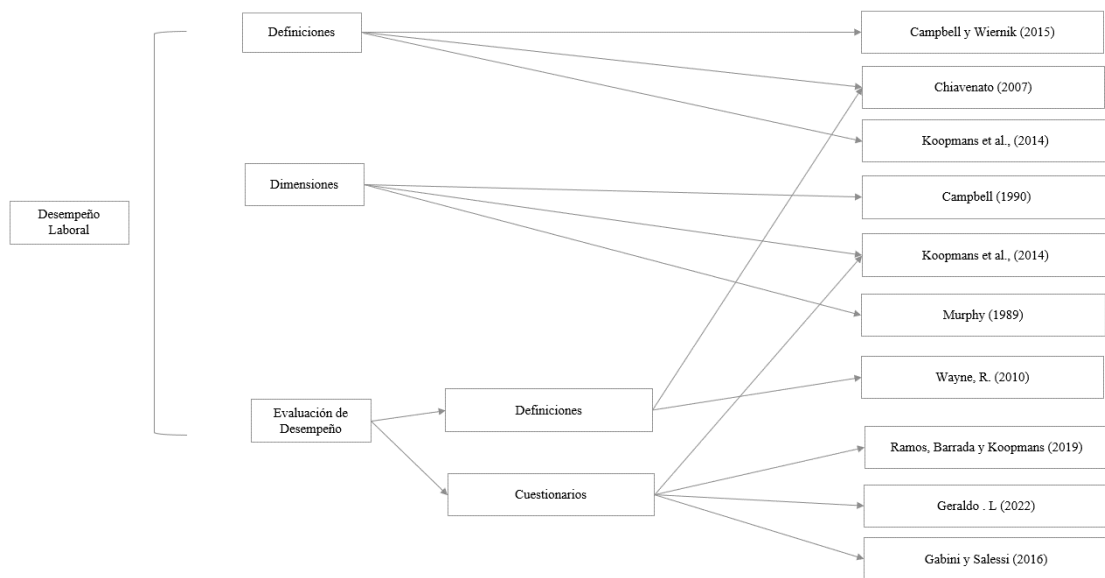 Desempeño
Laboral
Definiciones
Dimensiones
Evaluación de
Desempeño
Definiciones
Cuestionarios
Campbell y Wiernik (2015)
Chiavenato (2007)
Koopmans et al., (2014)
Campbell (1990)
Koopmans et al., (2014)
Murphy (1989)
Wayne, R. (2010)
Ramos, Barrada y Koopmans (2019)
Geraldo . L (2022)
Gabini y Salessi (2016)